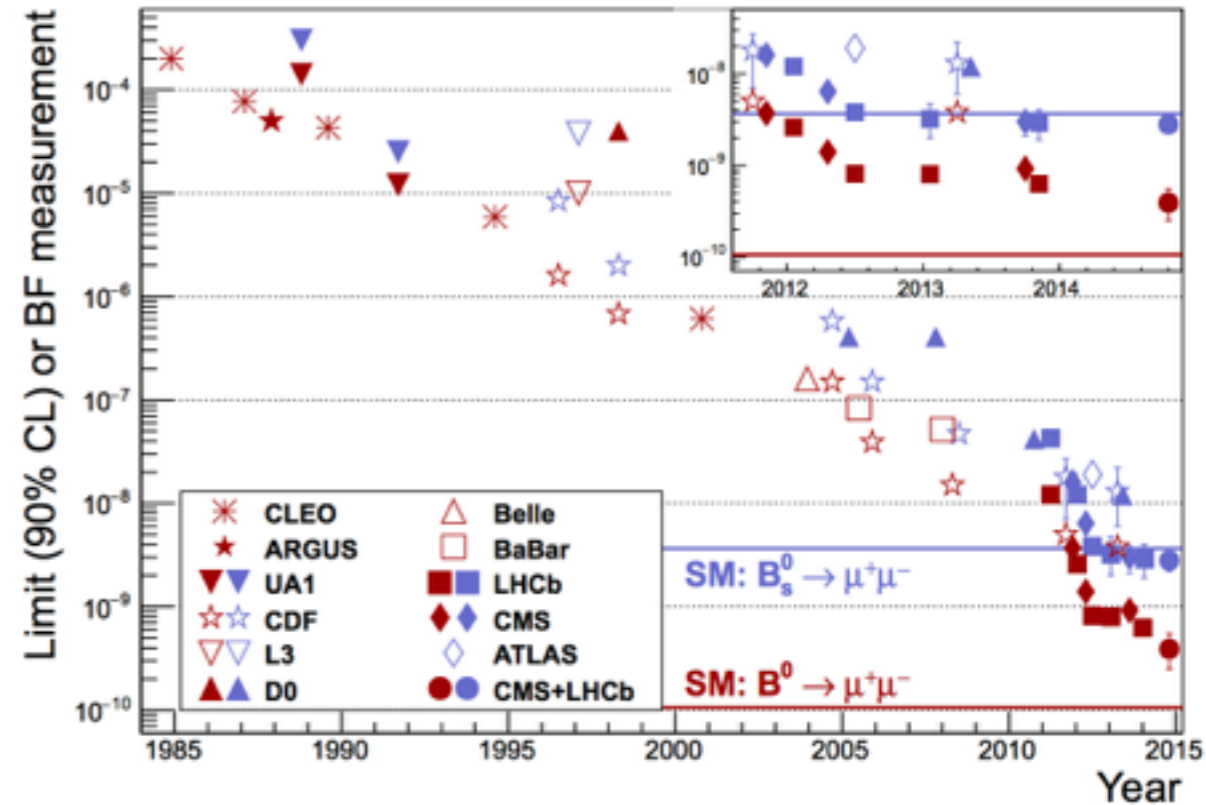 Limit (90% CL) or BF measurement
10⁻⁴
10⁻⁵
10⁻⁶
10⁻⁷
10⁻⁸
10⁻⁹
10⁻¹⁰
10⁻⁸
10⁻⁹
10⁻¹⁰
2012 2013 2014
CLEO Belle
ARGUS BaBar
UA1 LHCb
CDF CMS
L3 ATLAS
D0 CMS+LHCb
SM: B⁰ₛ → μ⁺μ⁻
SM: B⁰ → μ⁺μ⁻
1985 1990 1995 2000 2005 2010 2015
Year